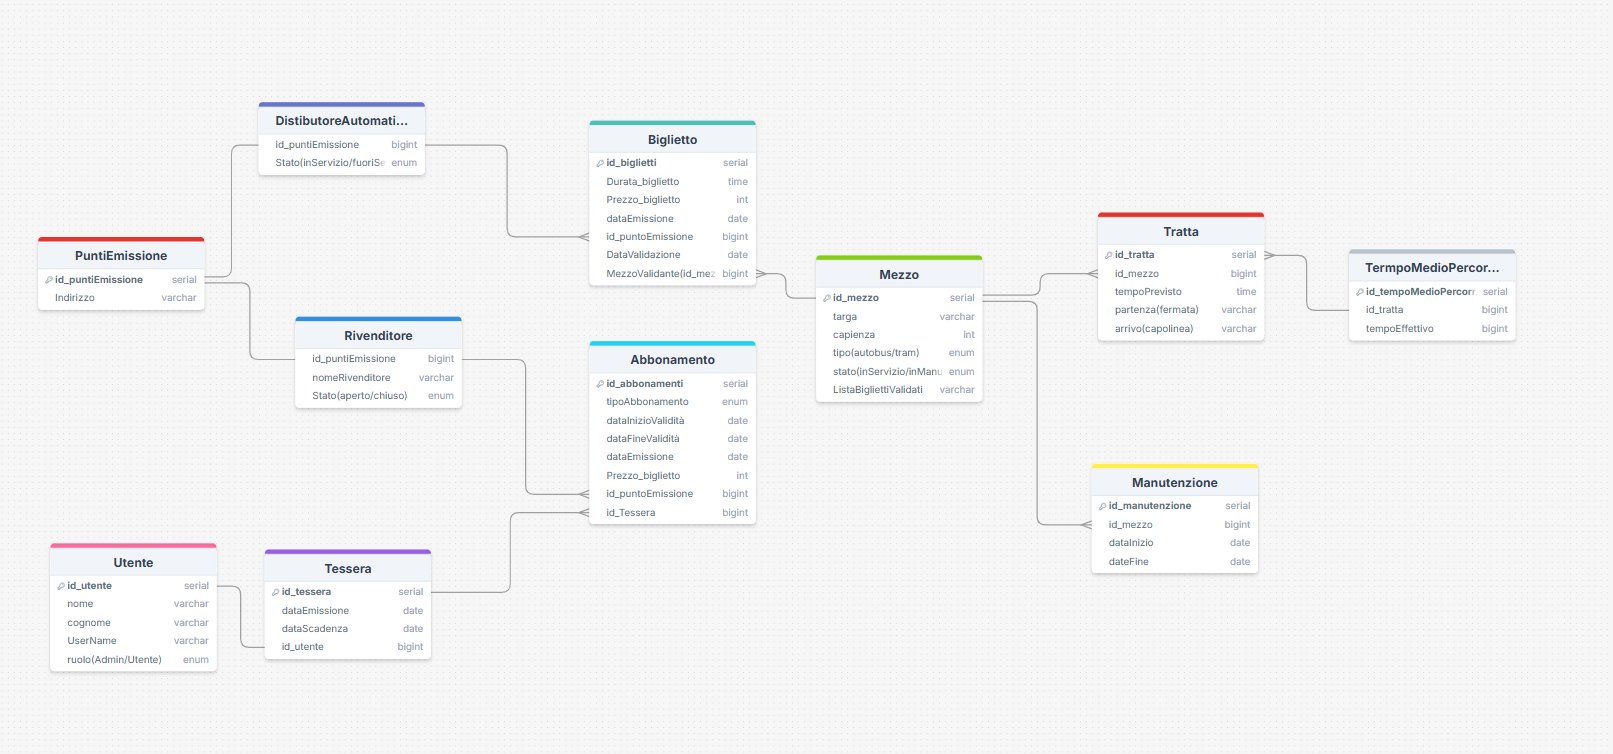 DistibutoreAutomati...
id_puntiEmissione bigint
Stato(inServizio/fuoriSe enum
PuntiEmissione
id_puntiEmissione serial
Indirizzo varchar
Rivenditore
id_puntiEmissione bigint
nomeRivenditore varchar
Stato(aperto/chiuso) enum
Utente
id_utente serial
nome varchar
cognome varchar
UserName varchar
ruolo(Admin/Utente) enum
Tessera
id_tessera serial
dataEmissione date
dataScadenza date
id_utente bigint
Biglietto
id_biglietti serial
Durata_biglietto time
Prezzo_biglietto int
dataEmissione date
id_puntoEmissione bigint
DataValidazione date
MezzoValidante(id_mez bigint
Abbonamento
id_abbonamenti serial
tipoAbbonamento enum
dataInizioValidità date
dataFineValidità date
dataEmissione date
Prezzo_biglietto int
id_puntoEmissione bigint
id_Tessera bigint
Mezzo
id_mezzo serial
targa varchar
capienza int
tipo(autobus/tram) enum
stato(inServizio/inManu enum
ListaBigliettiValidati varchar
Tratta
id_tratta serial
id_mezzo bigint
tempoPrevisto time
partenza(fermata) varchar
arrivo(capolinea) varchar
TermpoMedioPercor...
id_tempoMedioPercorr serial
id_tratta bigint
tempoEffettivo bigint
Manutenzione
id_manutenzione serial
id_mezzo bigint
dataInizio date
dateFine date